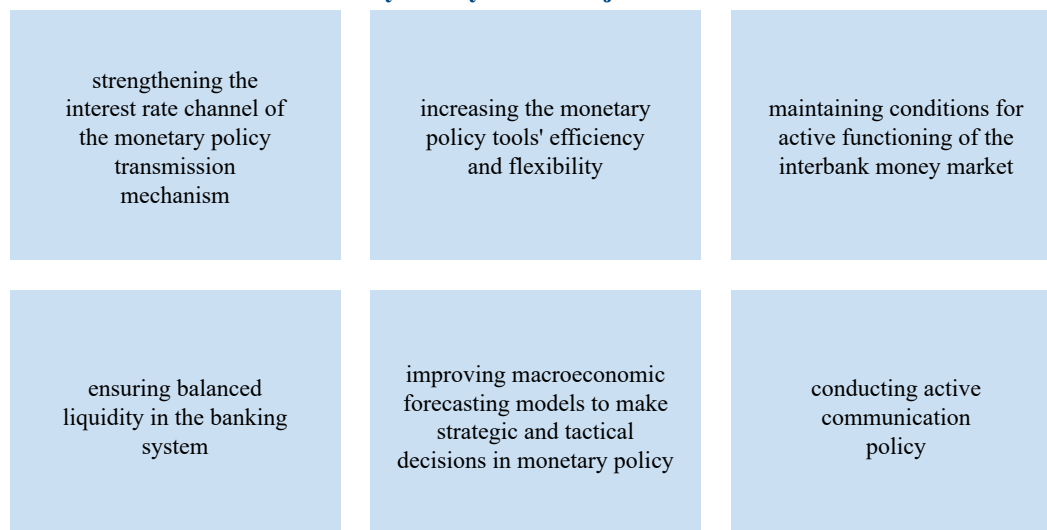 strengthening the
interest rate channel of
the monetary policy
transmission
mechanism
increasing the monetary
policy tools' efficiency
and flexibility
maintaining conditions for
active functioning of the
interbank money market
ensuring balanced
liquidity in the banking
system
improving macroeconomic
forecasting models to make
strategic and tactical
decisions in monetary policy
conducting active
communication
policy